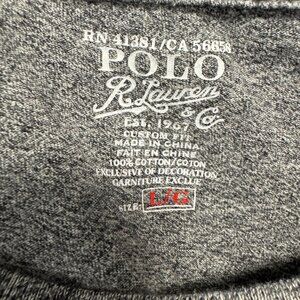 RN 41381/CA 56658
POLO
R. Lauren
& Co
EST. 1967
CUSTOM FIT
MADE IN CHINA
FAIT EN CHINE
100% COTTON/COTON
EXCLUSIVE OF DECORATION
GARNITURE EXCLUE
SIZE: L/G